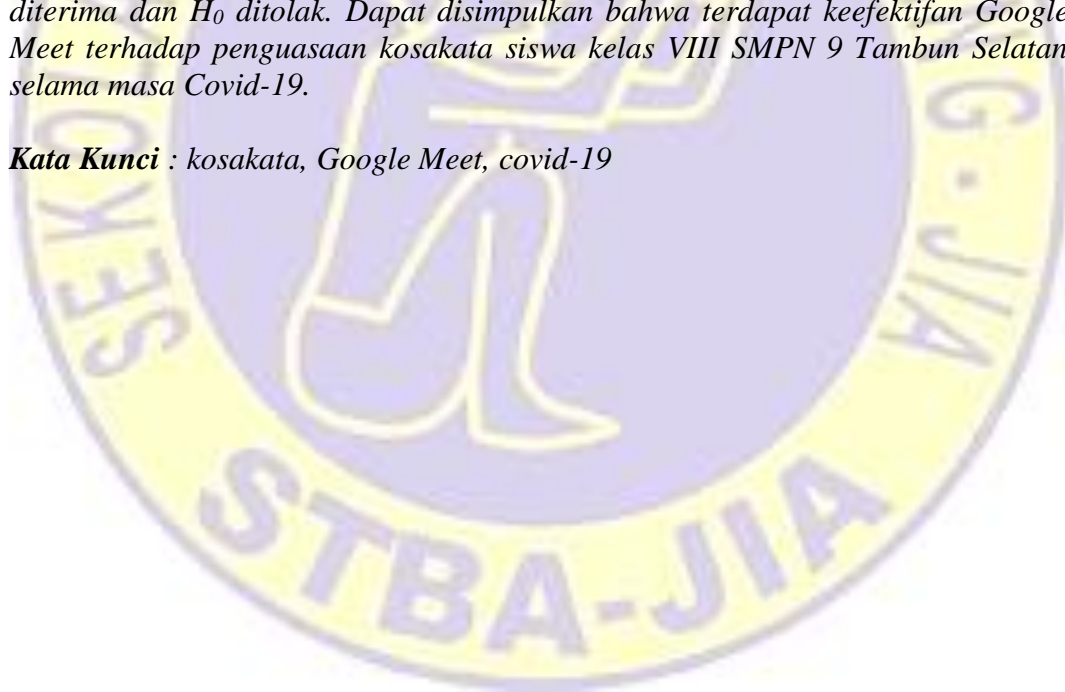 diterima dan H₀ ditolak. Dapat disimpulkan bahwa terdapat keefektifan Google
Meet terhadap penguasaan kosakata siswa kelas VIII SMPN 9 Tambun Selatan
selama masa Covid-19.
Kata Kunci : kosakata, Google Meet, covid-19
STBA-JIA